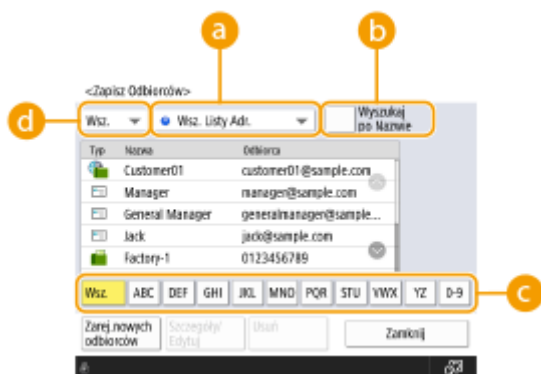 a
b
<Zapisz Odbiorców>
d
Wsz.
Wsz. Listy Adr.
Wyszukaj
po Nazwie
Typ Nazwa Odbiorca
Customer01 customer01@sample.com
Manager manager@sample.com
General Manager generalmanager@sample...
Jack jack@sample.com
Factory-1 0123456789
Wsz. ABC DEF GHI JKL MNO PQR STU VWX YZ 0-9
c
Zarej.nowych
odbiorców
Szczegóły/
Edytuj
Usuń
Zamknij